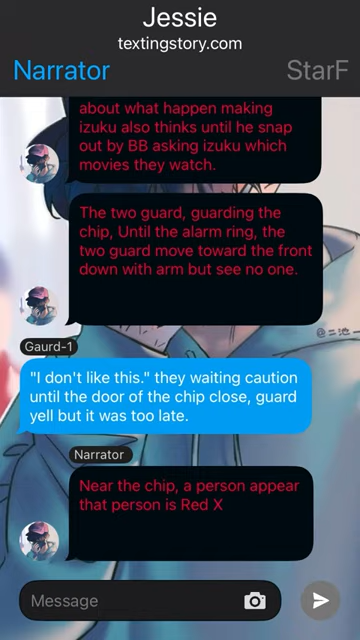 Jessie
textingstory.com
Narrator
StarF
about what happen making
izuku also thinks until he snap
out by BB asking izuku which
movies they watch.
The two guard, guarding the
chip, Until the alarm ring, the
two guard move toward the front
down with arm but see no one.
@二池一
Gaurd-1
"I don't like this." they waiting caution
until the door of the chip close, guard
yell but it was too late.
Narrator
Near the chip, a person appear
that person is Red X
Message